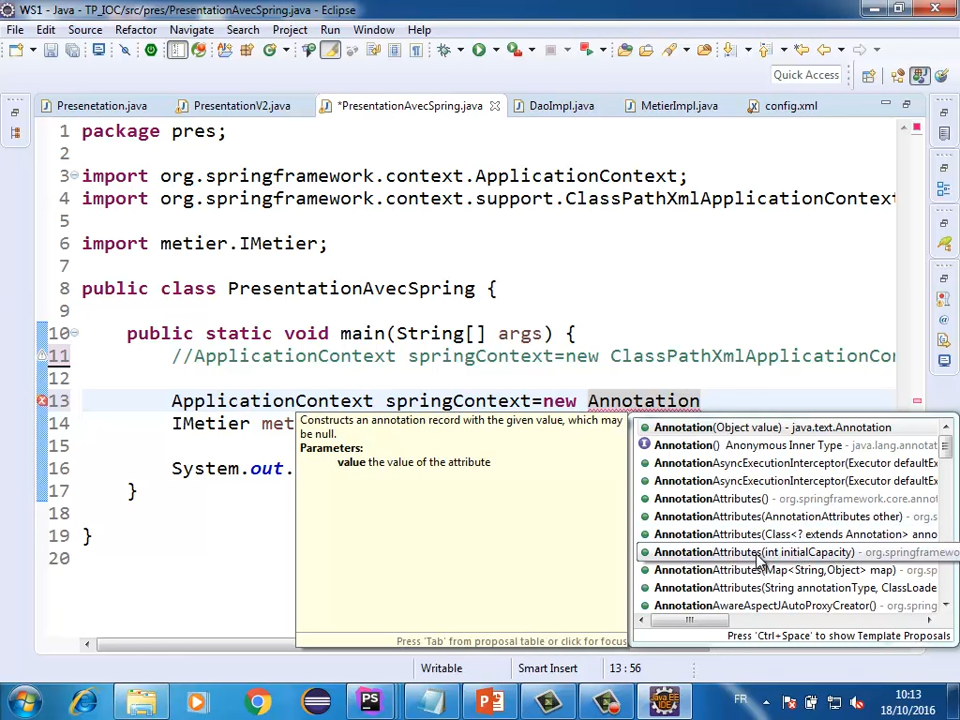 WS1 - Java - TP_IOC/src/pres/PresentationAvecSpring.java - Eclipse
File Edit Source Refactor Navigate Search Project Run Window Help
Quick Access
Presenetation.java PresentationV2.java *PresentationAvecSpring.java DaoImpl.java MetierImpl.java config.xml
1 package pres;
2
3 import org.springframework.context.ApplicationContext;
4 import org.springframework.context.support.ClassPathXmlApplicationContext
5
6 import metier.IMetier;
7
8 public class PresentationAvecSpring {
9
10 public static void main(String[] args) {
11 //ApplicationContext springContext=new ClassPathXmlApplicationCon
12
13 ApplicationContext springContext=new Annotation
14 IMetier met
15
16 System.out.
17 }
18
19 }
20
Constructs an annotation record with the given value, which may
be null.
Parameters:
value the value of the attribute
Press 'Tab' from proposal table or click for focus
Annotation(Object value) - java.text.Annotation
Annotation() Anonymous Inner Type - java.lang.annotat
AnnotationAsyncExecutionInterceptor(Executor defaultEx
AnnotationAsyncExecutionInterceptor(Executor defaultEx
AnnotationAttributes() - org.springframework.core.annot
AnnotationAttributes(AnnotationAttributes other) - org.s
AnnotationAttributes(Class<? extends Annotation> anno
AnnotationAttributes(int initialCapacity) - org.springframewo
AnnotationAttributes(Map<String,Object> map) - org.sp
AnnotationAttributes(String annotationType, ClassLoade
AnnotationAwareAspectJAutoProxyCreator() - org.spring
Press 'Ctrl+Space' to show Template Proposals
Writable Smart Insert 13 : 56
FR
10:13
18/10/2016